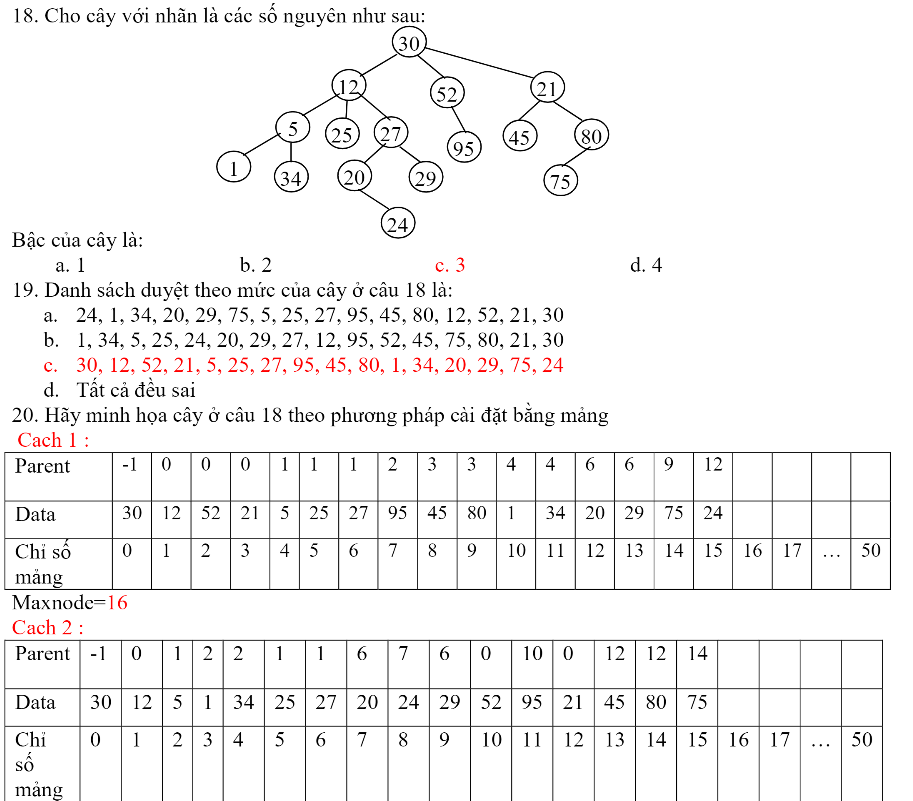 18. Cho cây với nhãn là các số nguyên như sau:
30
12 52 21
5 25 27 95 45 80
1 34 20 29 75
24
Bậc của cây là:
a. 1 b. 2 c. 3 d. 4
19. Danh sách duyệt theo mức của cây ở câu 18 là:
a. 24, 1, 34, 20, 29, 75, 5, 25, 27, 95, 45, 80, 12, 52, 21, 30
b. 1, 34, 5, 25, 24, 20, 29, 27, 12, 95, 52, 45, 75, 80, 21, 30
c. 30, 12, 52, 21, 5, 25, 27, 95, 45, 80, 1, 34, 20, 29, 75, 24
d. Tất cả đều sai
20. Hãy minh họa cây ở câu 18 theo phương pháp cài đặt bằng mảng
Cach 1 :
Parent -1 0 0 0 1 1 1 2 3 3 4 4 6 6 9 12
Data 30 12 52 21 5 25 27 95 45 80 1 34 20 29 75 24
Chỉ số 0 1 2 3 4 5 6 7 8 9 10 11 12 13 14 15 16 17 ... 50
mảng
Maxnode=16
Cach 2 :
Parent -1 0 1 2 2 1 1 6 7 6 0 10 0 12 12 14
Data 30 12 5 1 34 25 27 20 24 29 52 95 21 45 80 75
Chỉ 0 1 2 3 4 5 6 7 8 9 10 11 12 13 14 15 16 17 ... 50
số
mảng